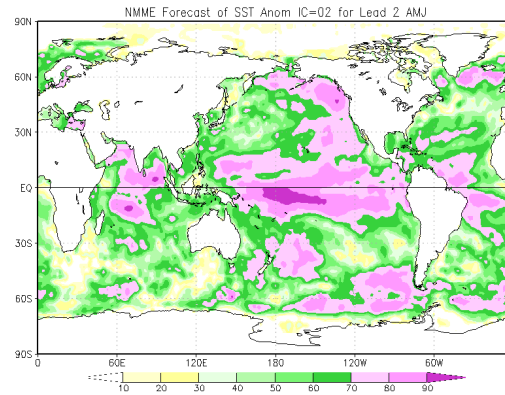 NMME Forecast of SST Anom IC=02 for Lead 2 AMJ
90N
60N
30N
EQ
30S
60S
90S
0 60E 120E 180 120W 60W
10 20 30 40 50 60 70 80 90